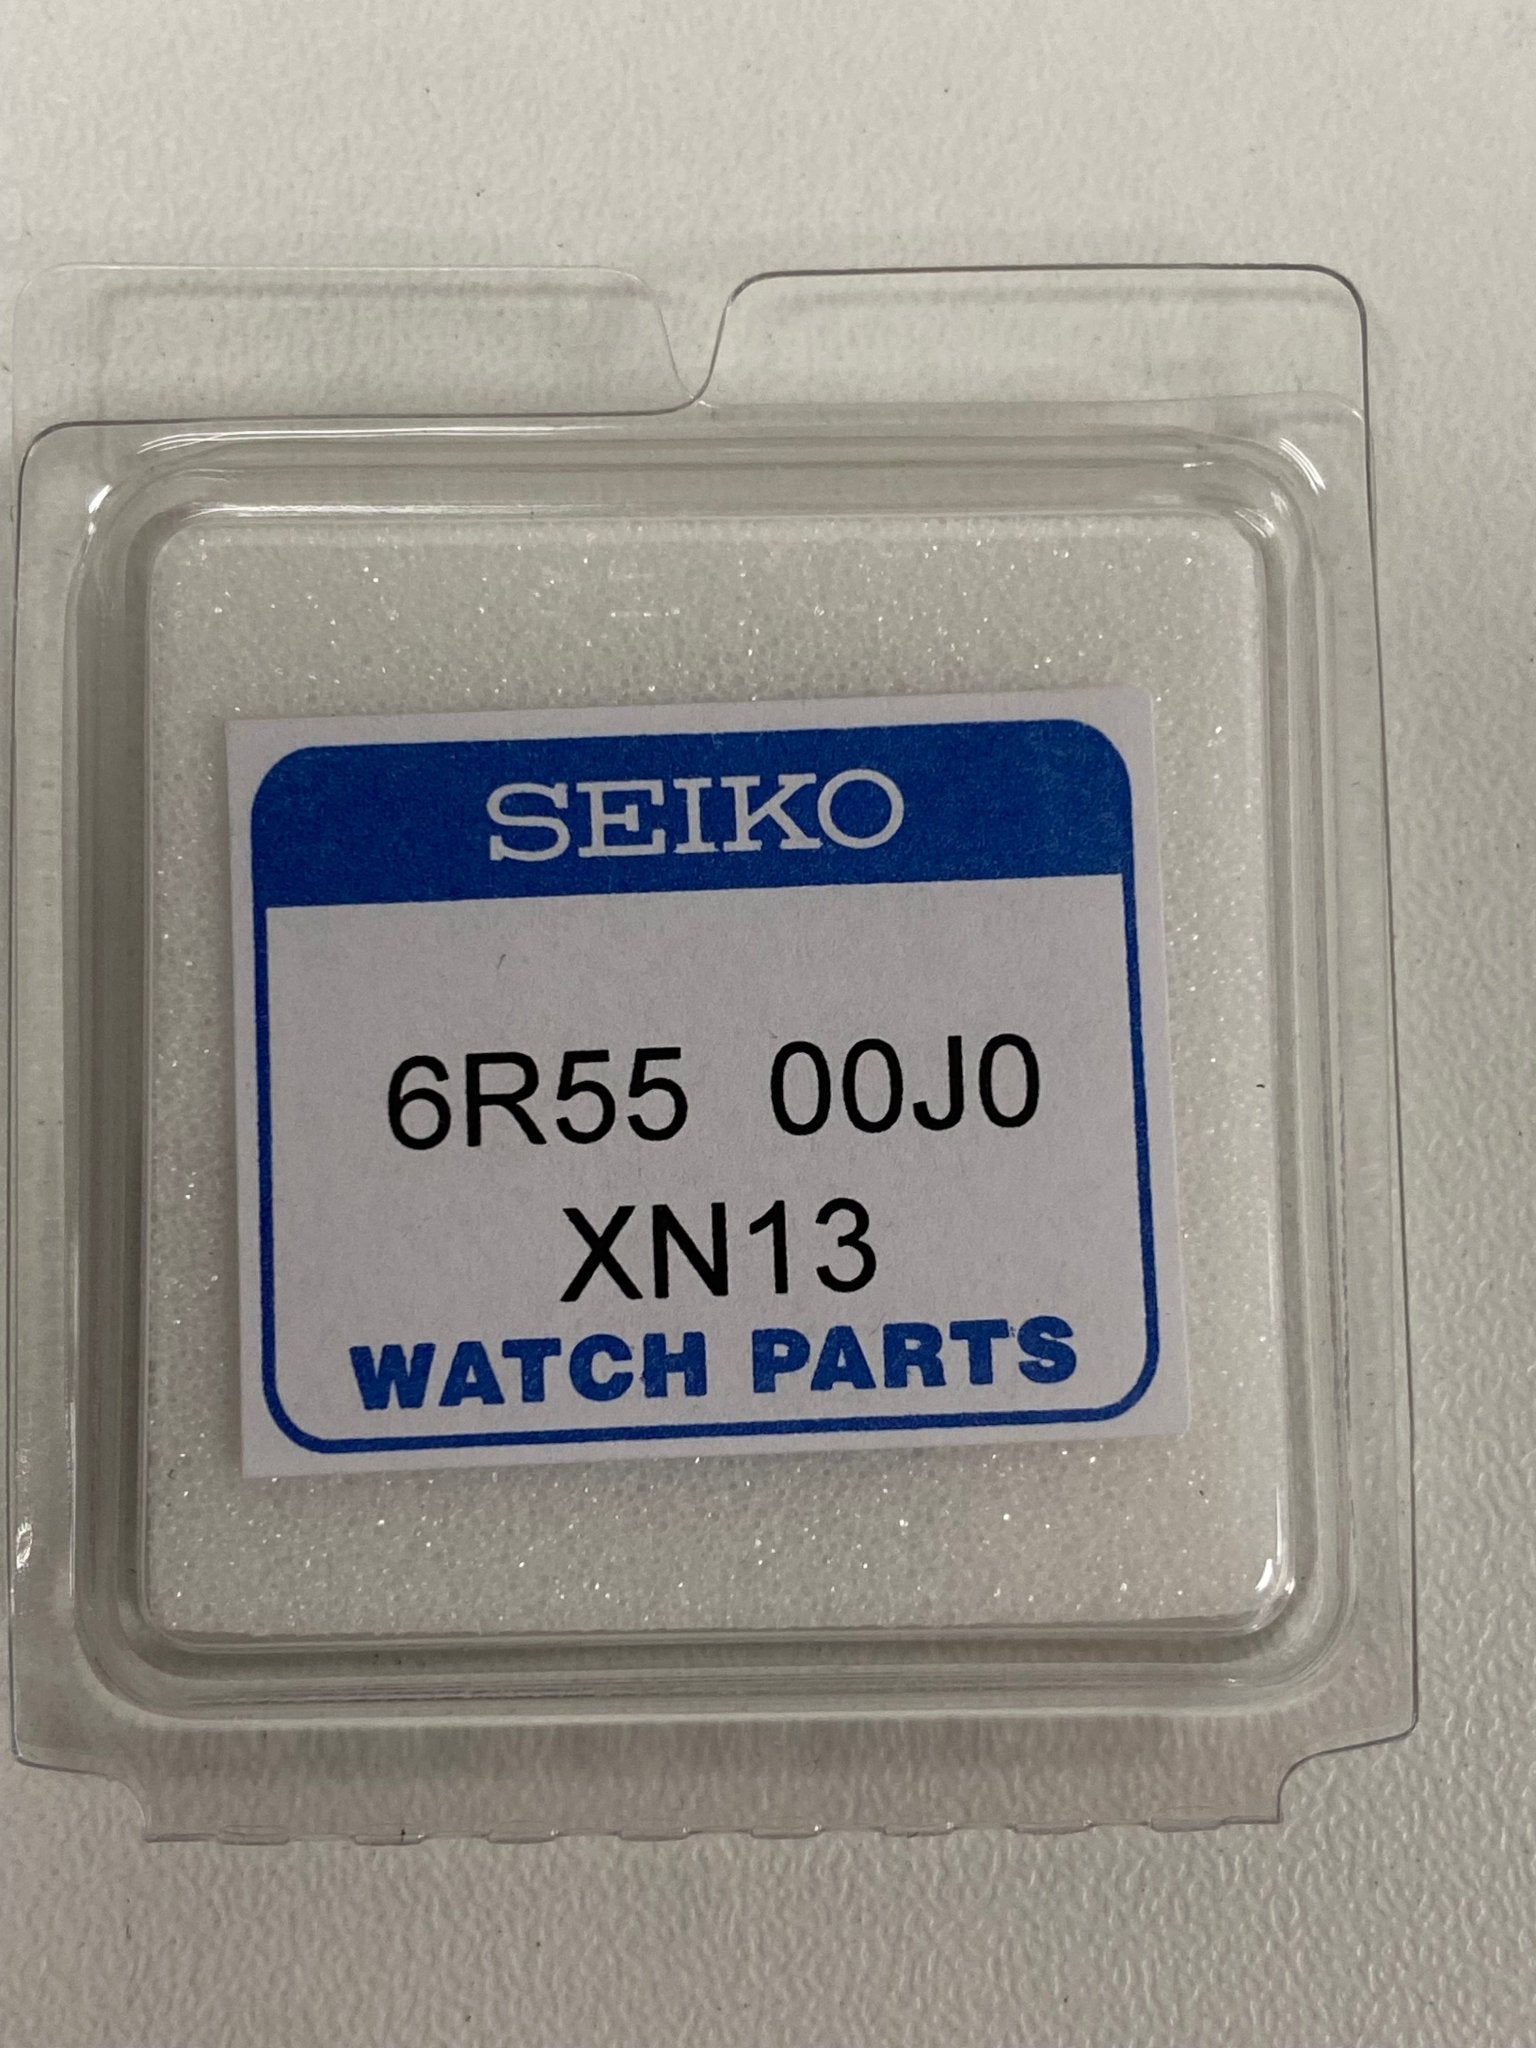 SEIKO
6R55 00J0
XN13
WATCH PARTS